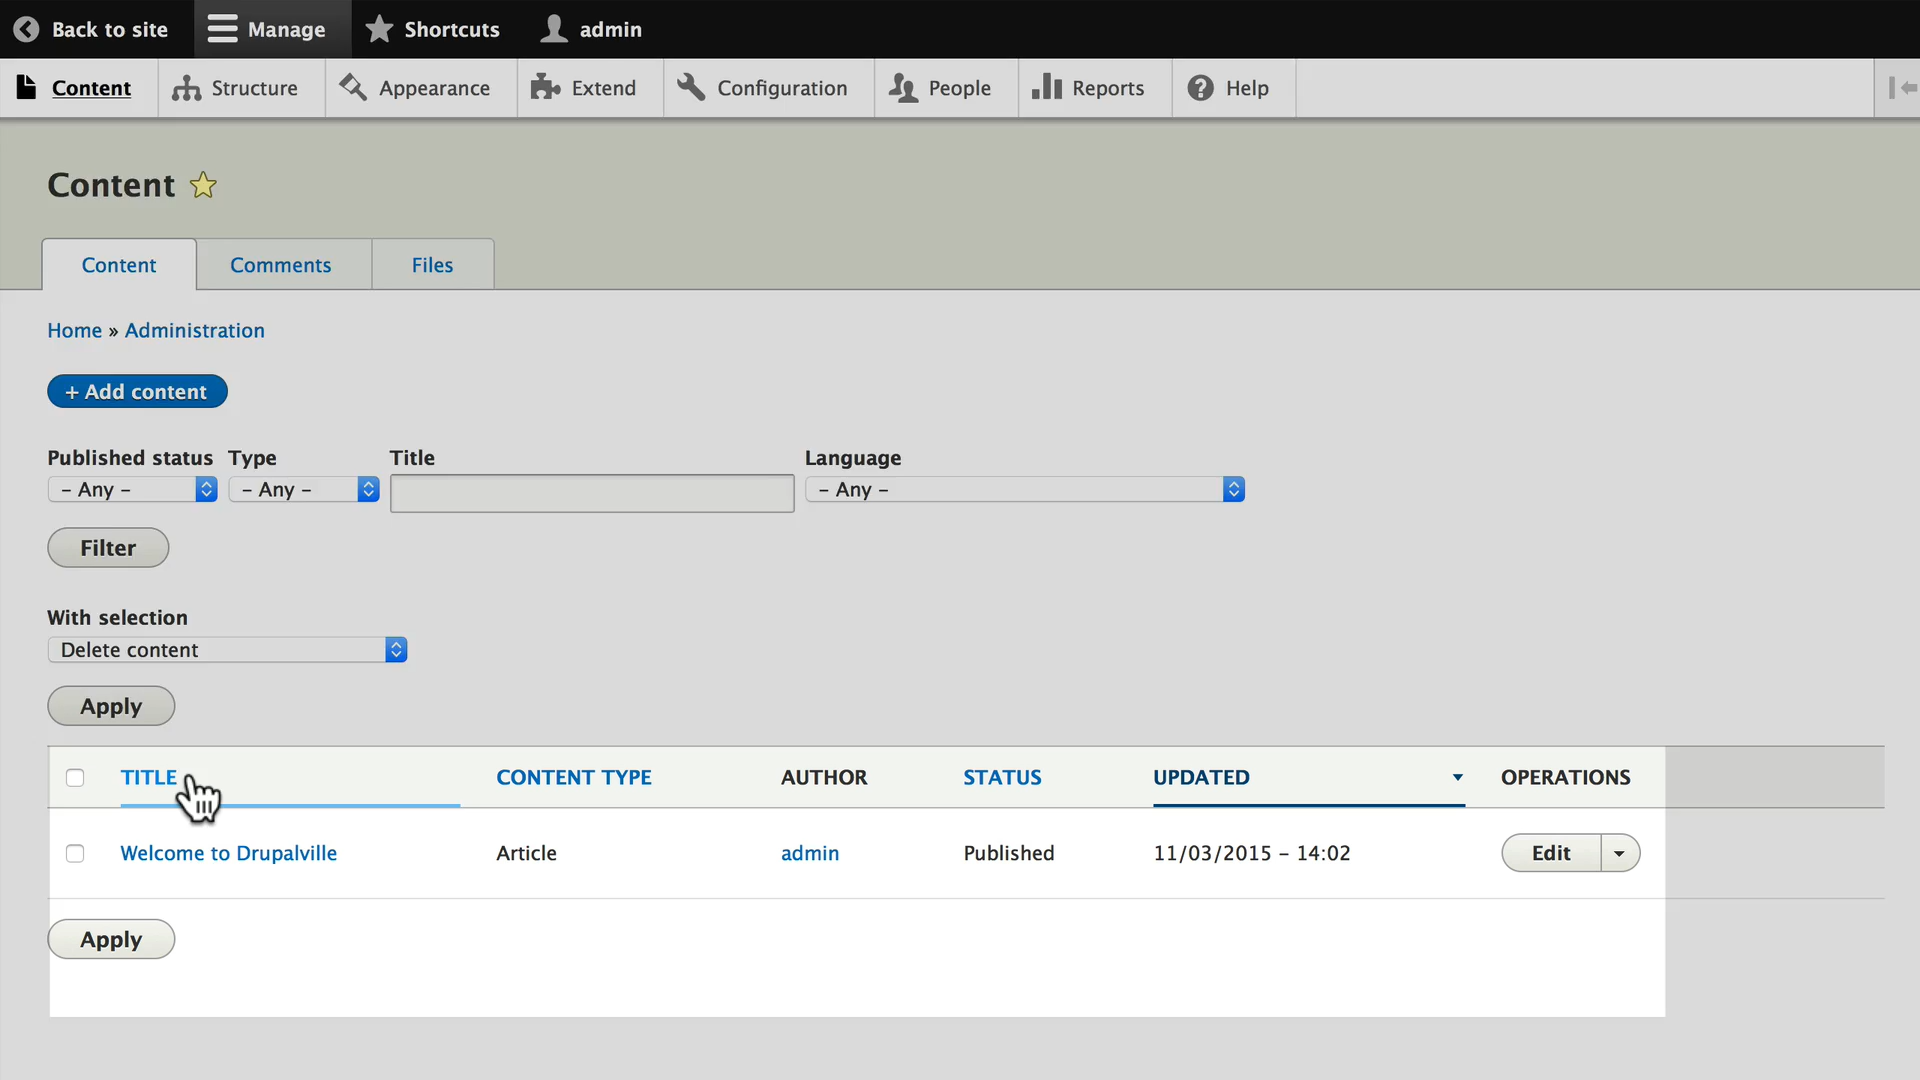 Back to site Manage Shortcuts admin
Content Structure Appearance Extend Configuration People Reports Help
Content
Content Comments Files
Home » Administration
+ Add content
Published status Type Title Language
– Any – – Any – – Any –
Filter
With selection
Delete content
Apply
TITLE CONTENT TYPE AUTHOR STATUS UPDATED OPERATIONS
Welcome to Drupalville Article admin Published 11/03/2015 – 14:02 Edit
Apply